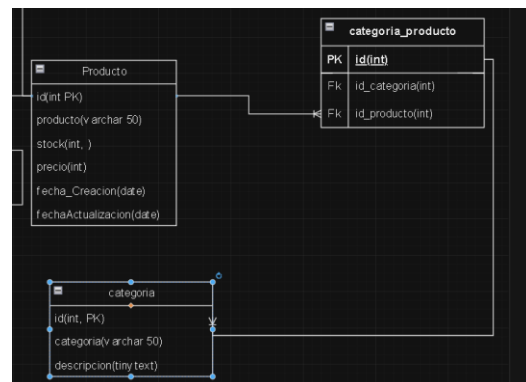 categoria_producto
PK id(int)
Fk id_categoria(int)
Fk id_producto(int)
Producto
id(int PK)
producto(varchar 50)
stock(int, )
precio(int)
fecha_Creacion(date)
fechaActualizacion(date)
categoria
id(int, PK)
categoria(varchar 50)
descripcion(tiny text)